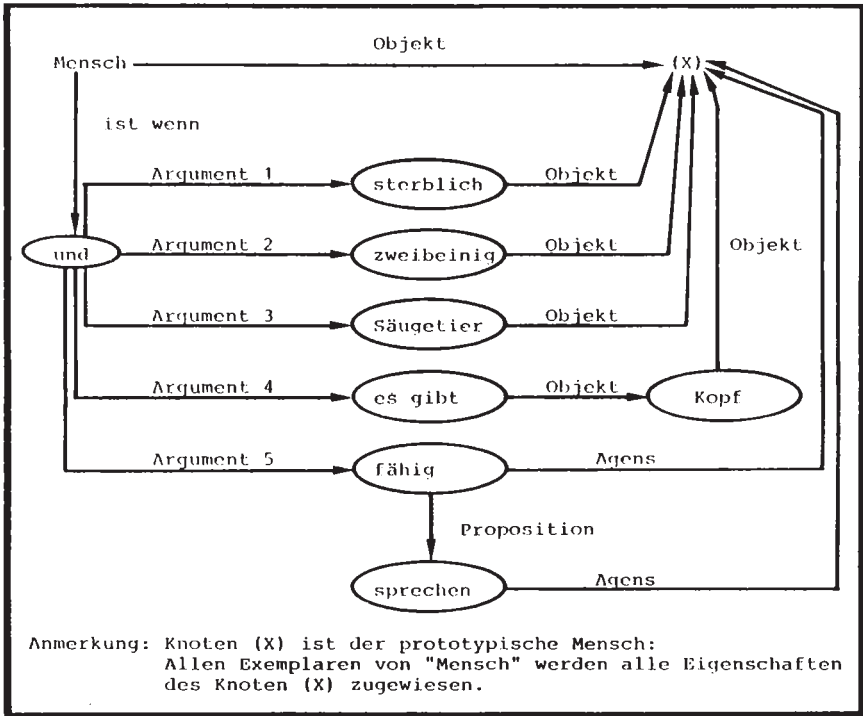 Objekt
Mensch
(X)
ist wenn
Argument 1
sterblich
Objekt
und
Argument 2
zweibeinig
Objekt
Objekt
Argument 3
Säugetier
Objekt
Argument 4
es gibt
Objekt
Kopf
Argument 5
fähig
Agens
Proposition
sprechen
Agens
Anmerkung: Knoten (X) ist der prototypische Mensch:
Allen Exemplaren von "Mensch" werden alle Eigenschaften
des Knoten (X) zugewiesen.